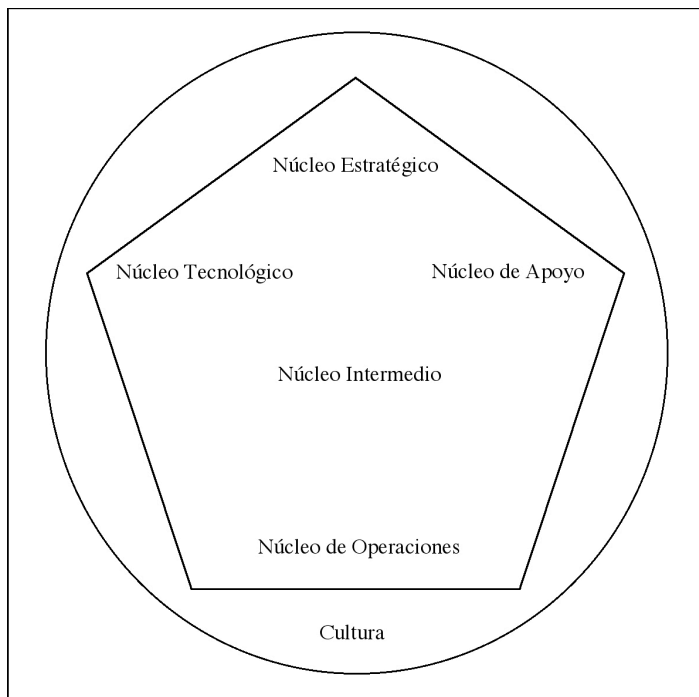 Núcleo Estratégico
Núcleo Tecnológico
Núcleo de Apoyo
Núcleo Intermedio
Núcleo de Operaciones
Cultura